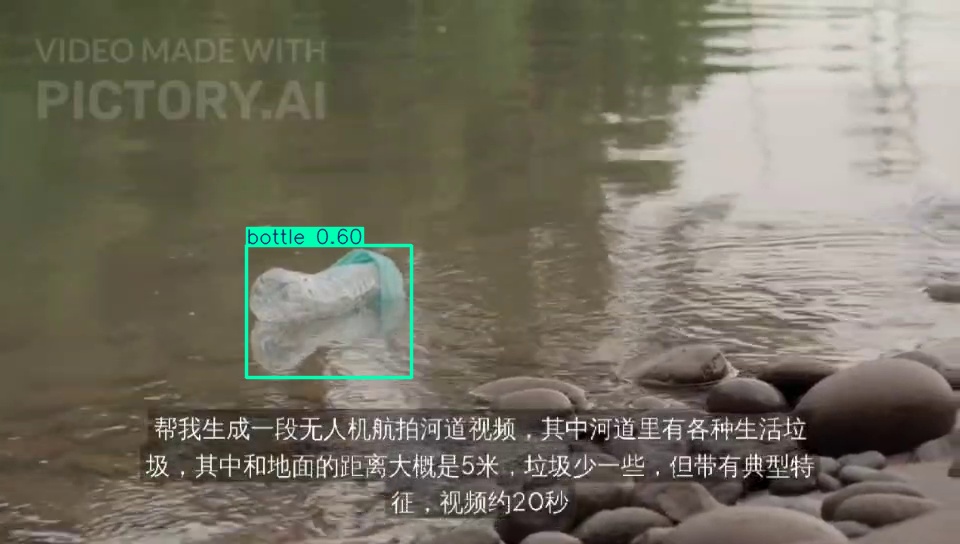 VIDEO MADE WITH
PICTORY.AI
bottle 0.60
帮我生成一段无人机航拍河道视频，其中河道里有各种生活垃
圾，其中和地面的距离大概是5米，垃圾少一些，但带有典型特
征，视频约20秒